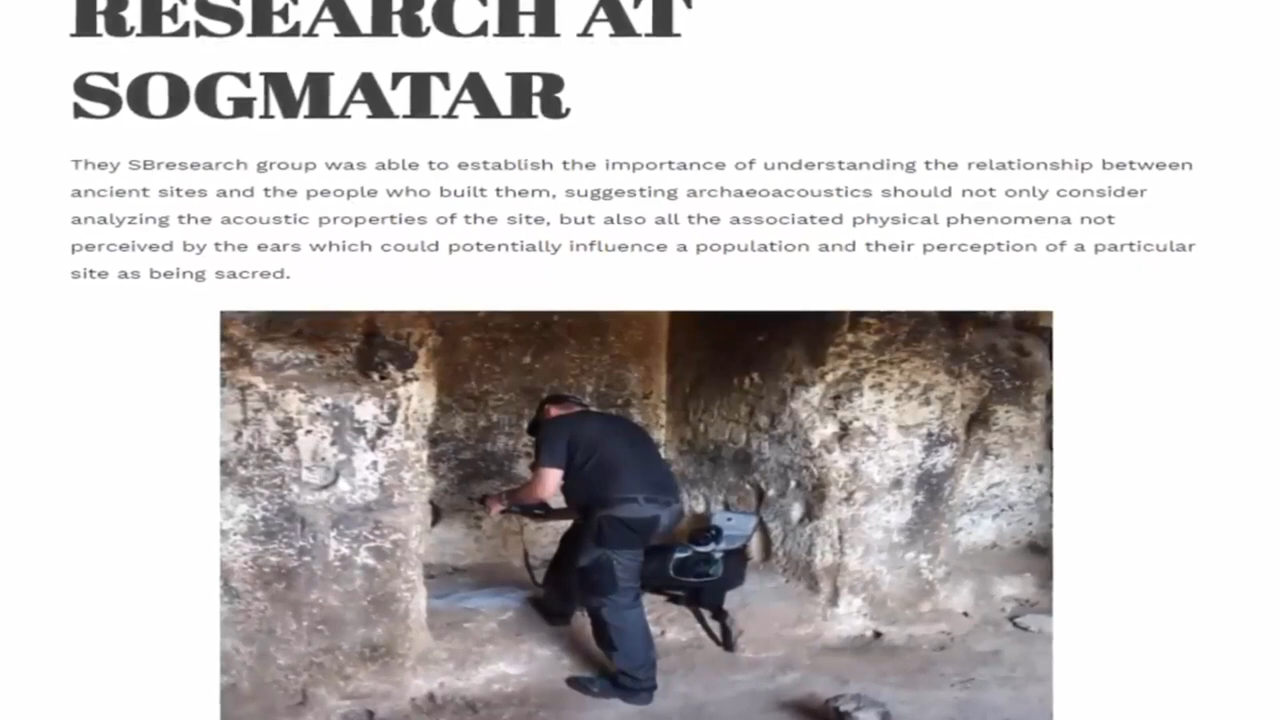 RESEARCH AT
SOGMATAR
They SBresearch group was able to establish the importance of understanding the relationship between
ancient sites and the people who built them, suggesting archaeoacoustics should not only consider
analyzing the acoustic properties of the site, but also all the associated physical phenomena not
perceived by the ears which could potentially influence a population and their perception of a particular
site as being sacred.